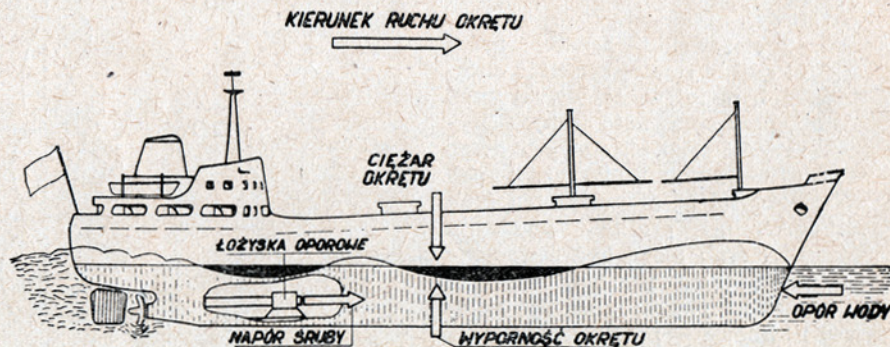 KIERUNEK RUCHU OKRĘTU
CIĘŻAR
OKRĘTU
ŁOŻYSKA OPOROWE
OPÓR WODY
NAPÓR ŚRUBY
WYPORNOŚĆ OKRĘTU